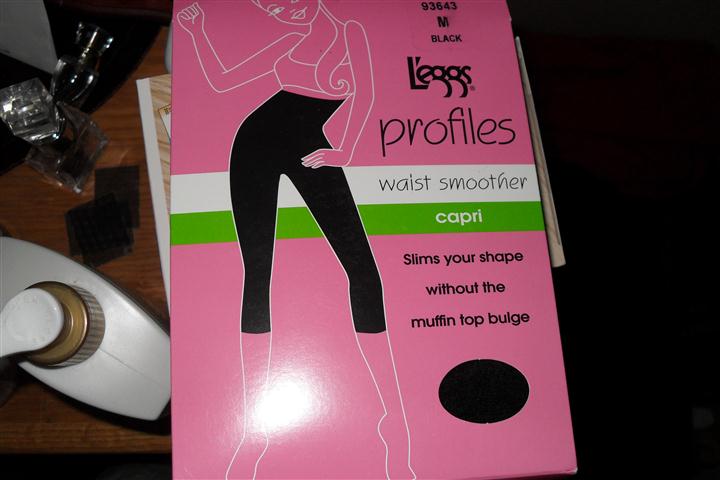 93643
M
BLACK
L'eggs®
profiles
waist smoother
capri
Slims your shape
without the
muffin top bulge